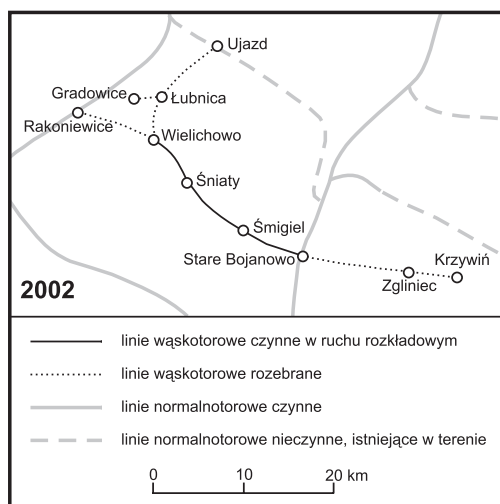 Ujazd
Gradowice
Łubnica
Rakoniewice
Wielichowo
Śniaty
Śmigiel
Stare Bojanowo
Krzywiń
Zgliniec
2002
linie wąskotorowe czynne w ruchu rozkładowym
linie wąskotorowe rozebrane
linie normalnotorowe czynne
linie normalnotorowe nieczynne, istniejące w terenie
0 10 20 km